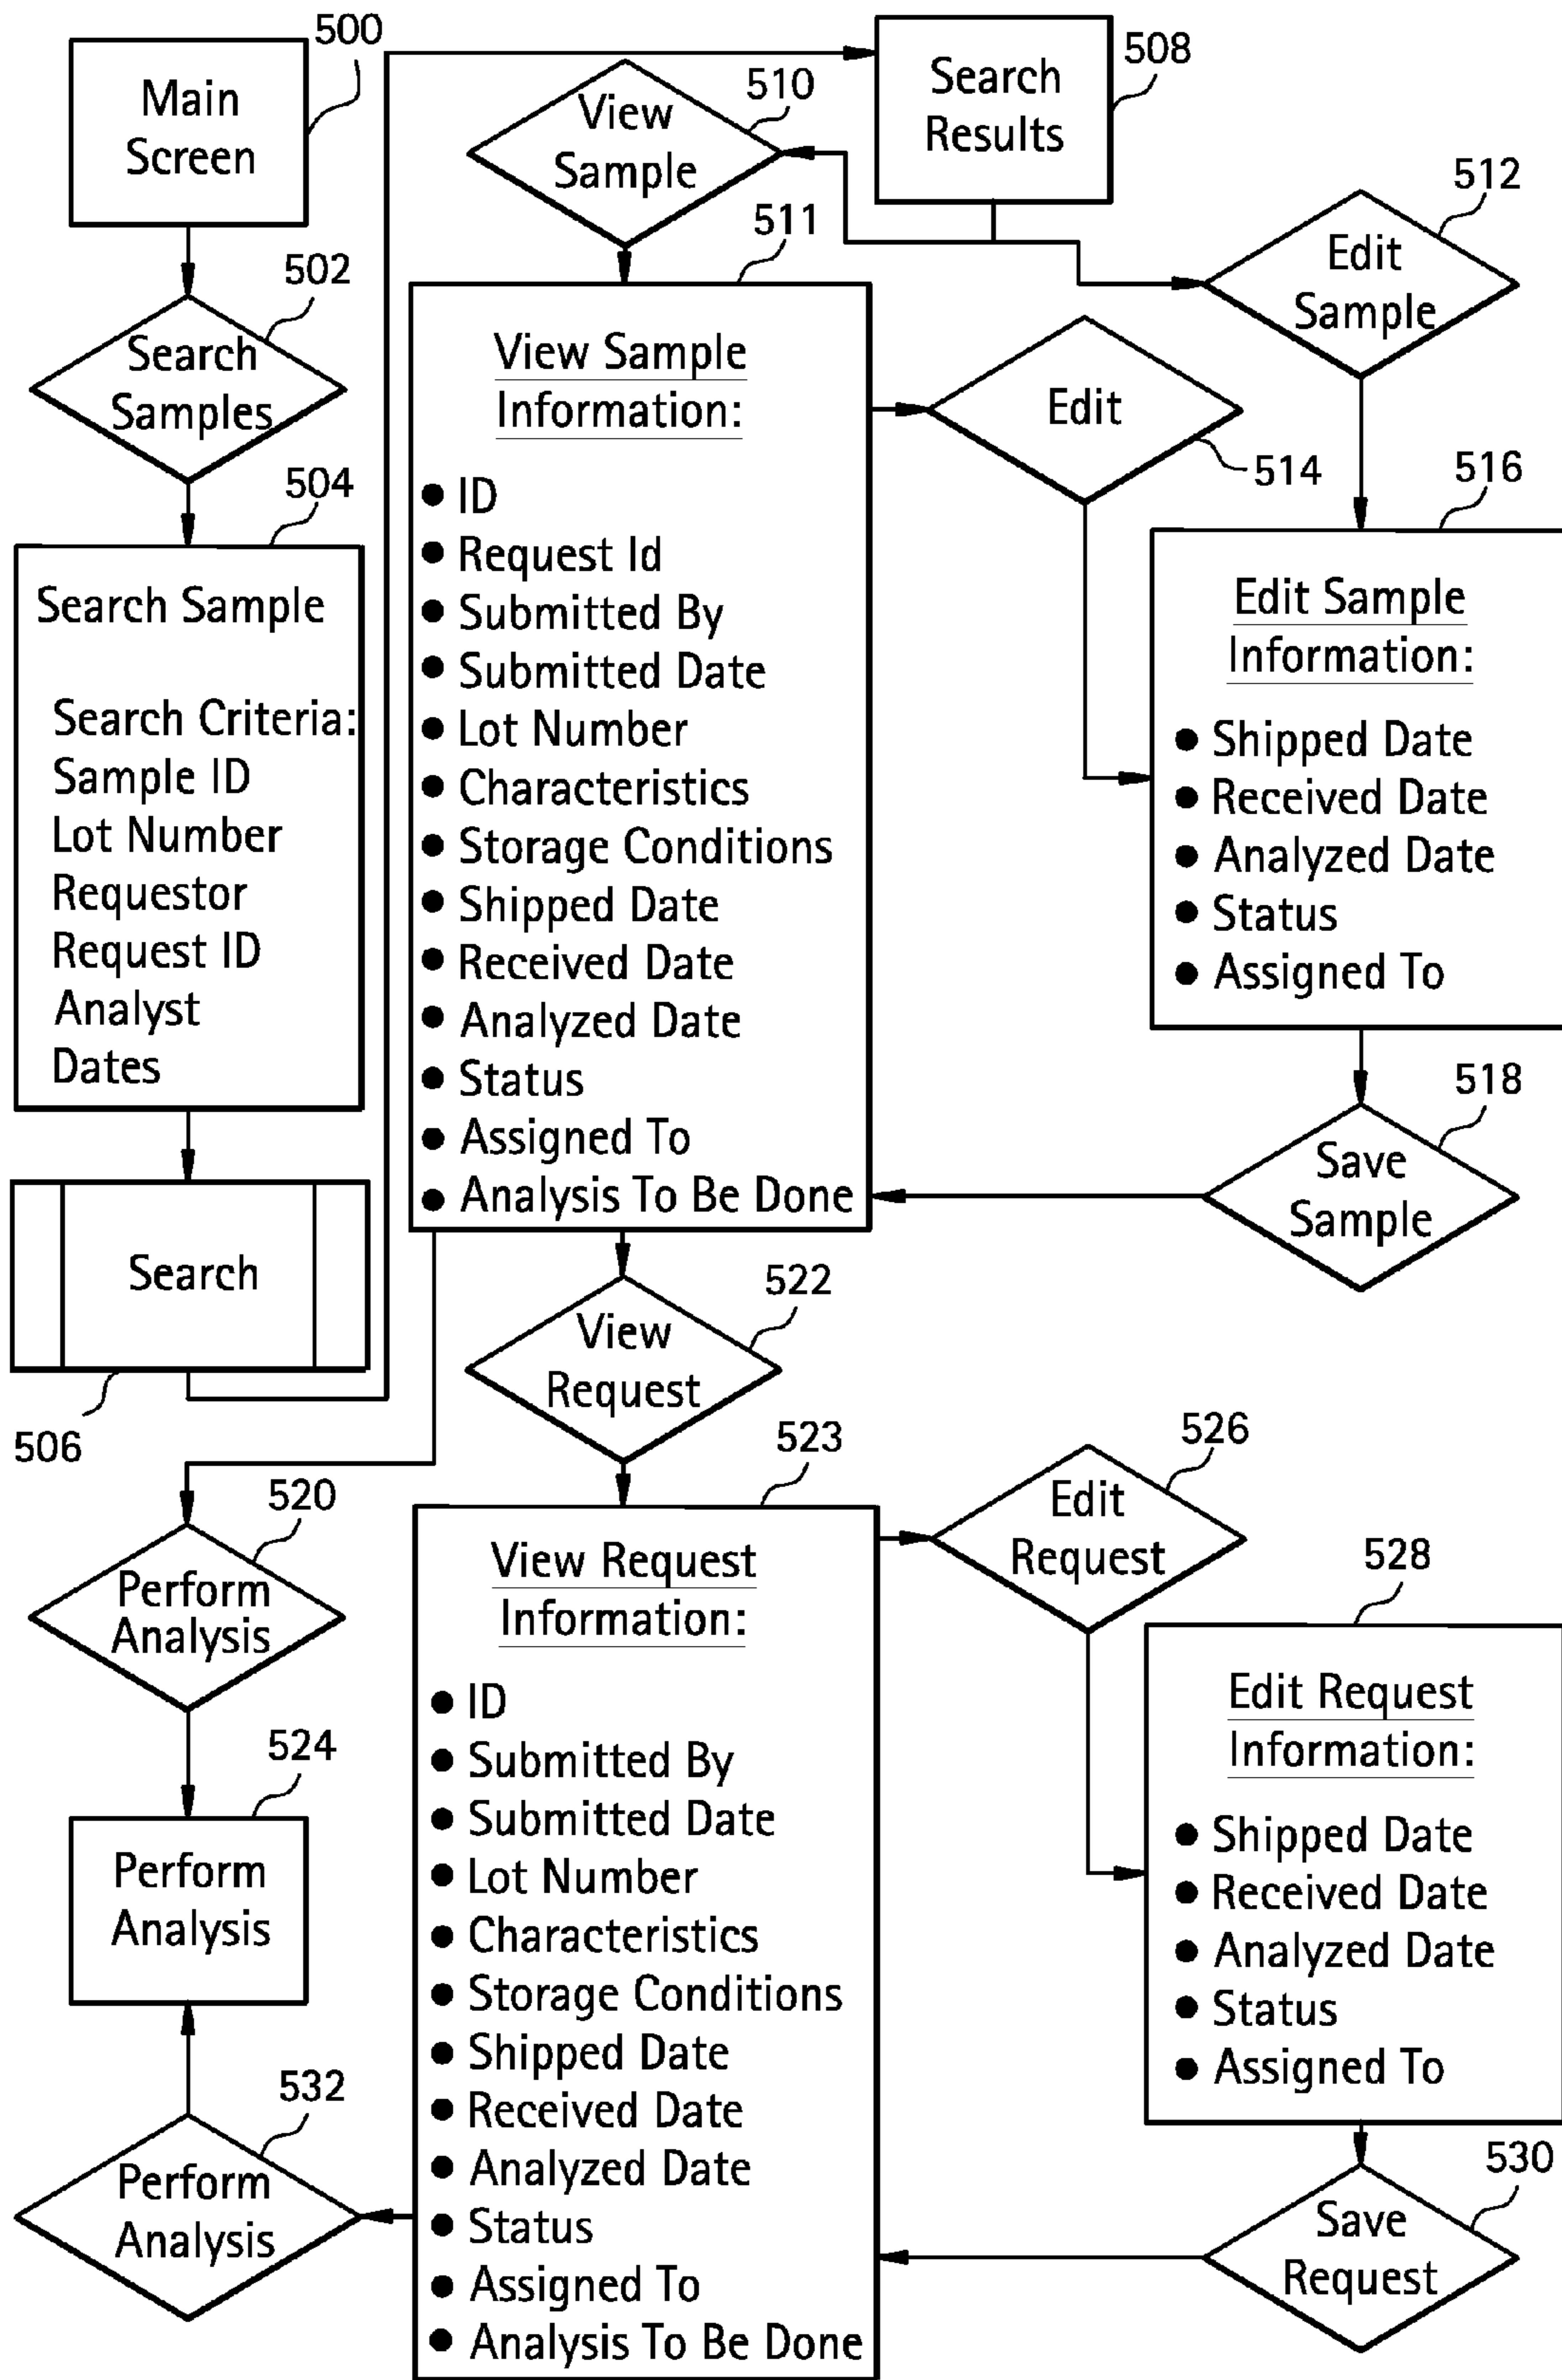 500
Main
Screen
502
Search
Samples
504
Search Sample
Search Criteria:
Sample ID
Lot Number
Requestor
Request ID
Analyst
Dates
Search
506
508
Search
Results
510
View
Sample
511
View Sample
Information:
● ID
● Request Id
● Submitted By
● Submitted Date
● Lot Number
● Characteristics
● Storage Conditions
● Shipped Date
● Received Date
● Analyzed Date
● Status
● Assigned To
● Analysis To Be Done
512
Edit
Sample
Edit
514
516
Edit Sample
Information:
● Shipped Date
● Received Date
● Analyzed Date
● Status
● Assigned To
518
Save
Sample
522
View
Request
520
Perform
Analysis
524
Perform
Analysis
532
Perform
Analysis
523
View Request
Information:
● ID
● Submitted By
● Submitted Date
● Lot Number
● Characteristics
● Storage Conditions
● Shipped Date
● Received Date
● Analyzed Date
● Status
● Assigned To
● Analysis To Be Done
526
Edit
Request
528
Edit Request
Information:
● Shipped Date
● Received Date
● Analyzed Date
● Status
● Assigned To
530
Save
Request